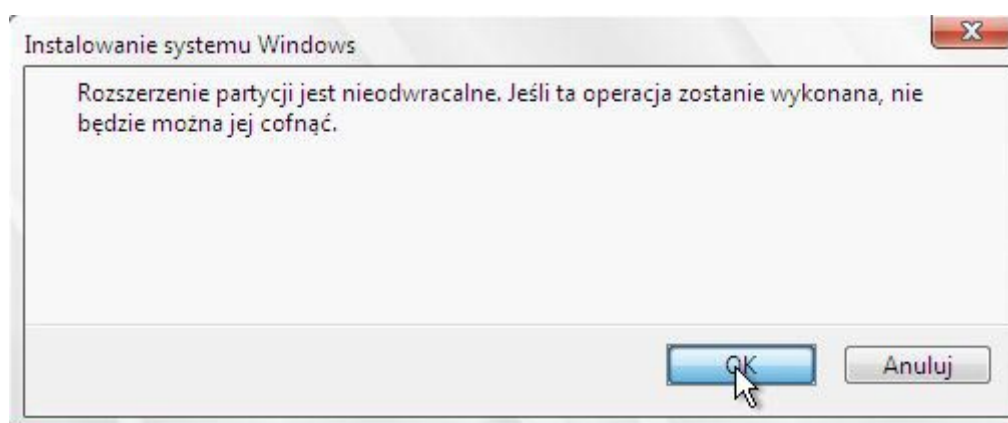 Instalowanie systemu Windows
Rozszerzenie partycji jest nieodwracalne. Jeśli ta operacja zostanie wykonana, nie
będzie można jej cofnąć.
OK
Anuluj